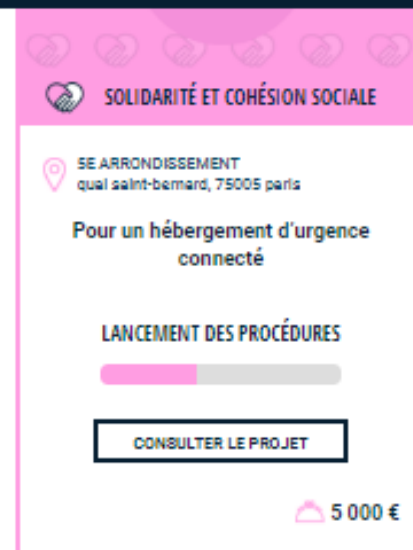 SOLIDARITÉ ET COHÉSION SOCIALE
5E ARRONDISSEMENT
quai saint-bernard, 75005 paris
Pour un hébergement d'urgence
connecté
LANCEMENT DES PROCÉDURES
CONSULTER LE PROJET
5 000 €